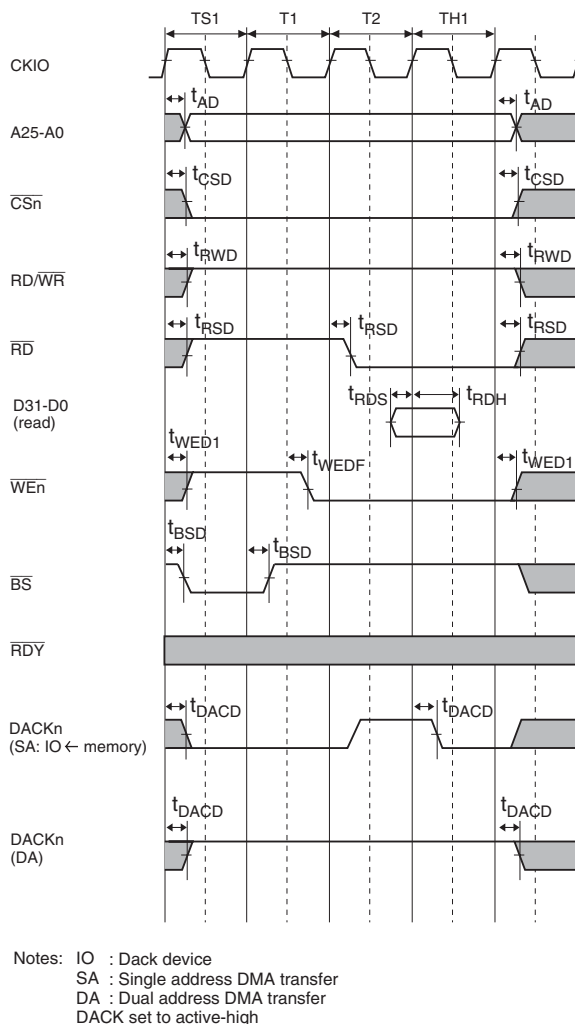 TS1 T1 T2 TH1
CKIO
tAD tAD
A25-A0
tCSD tCSD
CSn
tRWD tRWD
RD/WR
tRSD tRSD tRSD
RD
tRDS tRDH
D31-D0
(read)
tWED1 tWEDF tWED1
WEn
tBSD tBSD
BS
RDY
tDACD tDACD
DACKn
(SA: IO ← memory)
tDACD tDACD
DACKn
(DA)
Notes: IO : Dack device
SA : Single address DMA transfer
DA : Dual address DMA transfer
DACK set to active-high